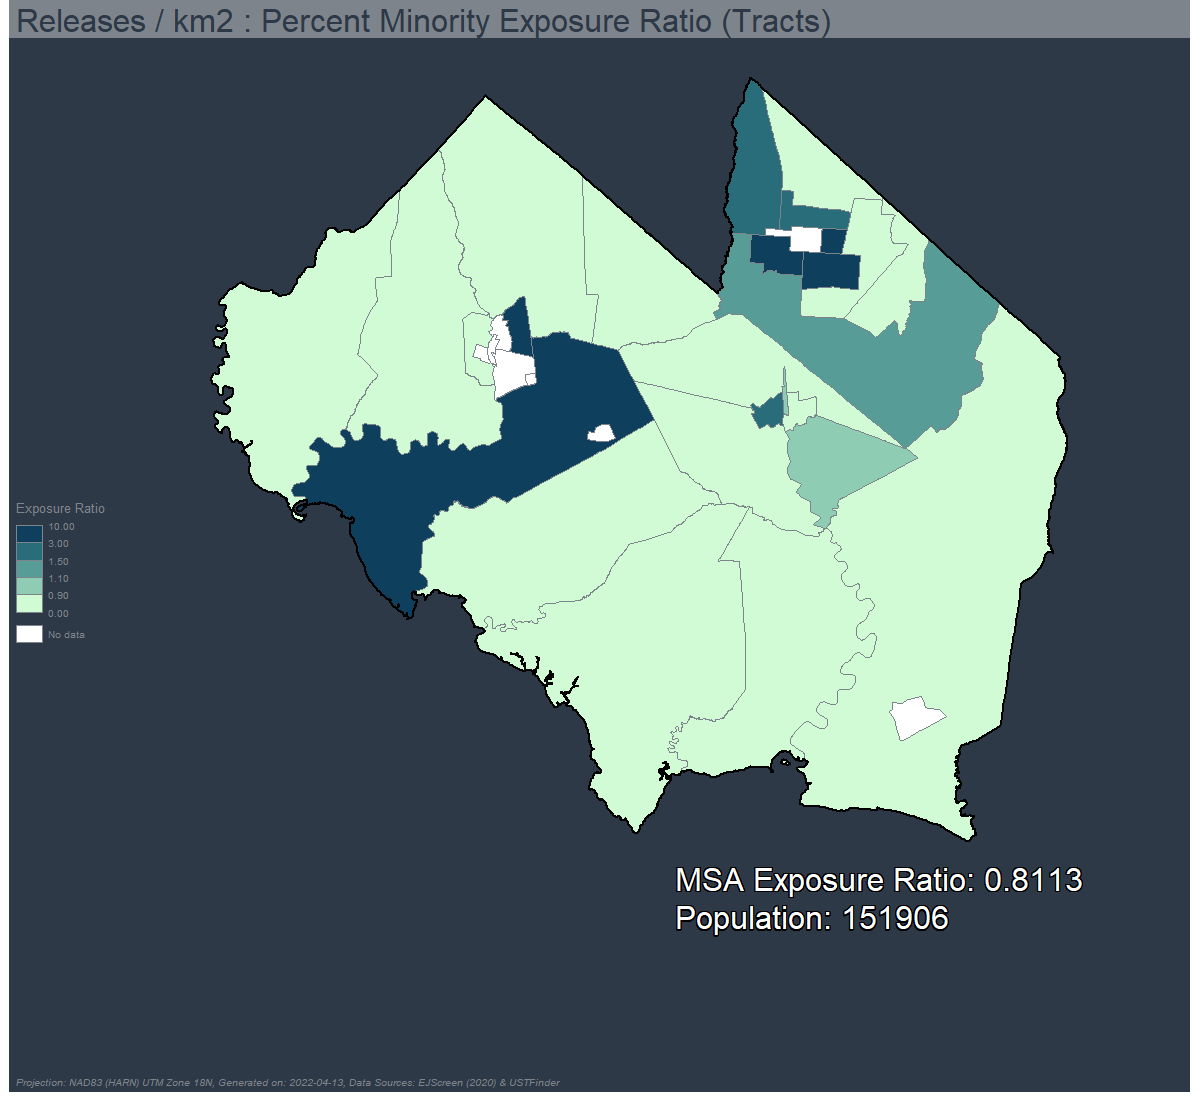 Releases / km2 : Percent Minority Exposure Ratio (Tracts)
Exposure Ratio
10.00
3.00
1.50
1.10
0.90
0.00
No data
MSA Exposure Ratio: 0.8113
Population: 151906
Projection: NAD83 (HARN) UTM Zone 18N, Generated on: 2022-04-13, Data Sources: EJScreen (2020) & USTFinder